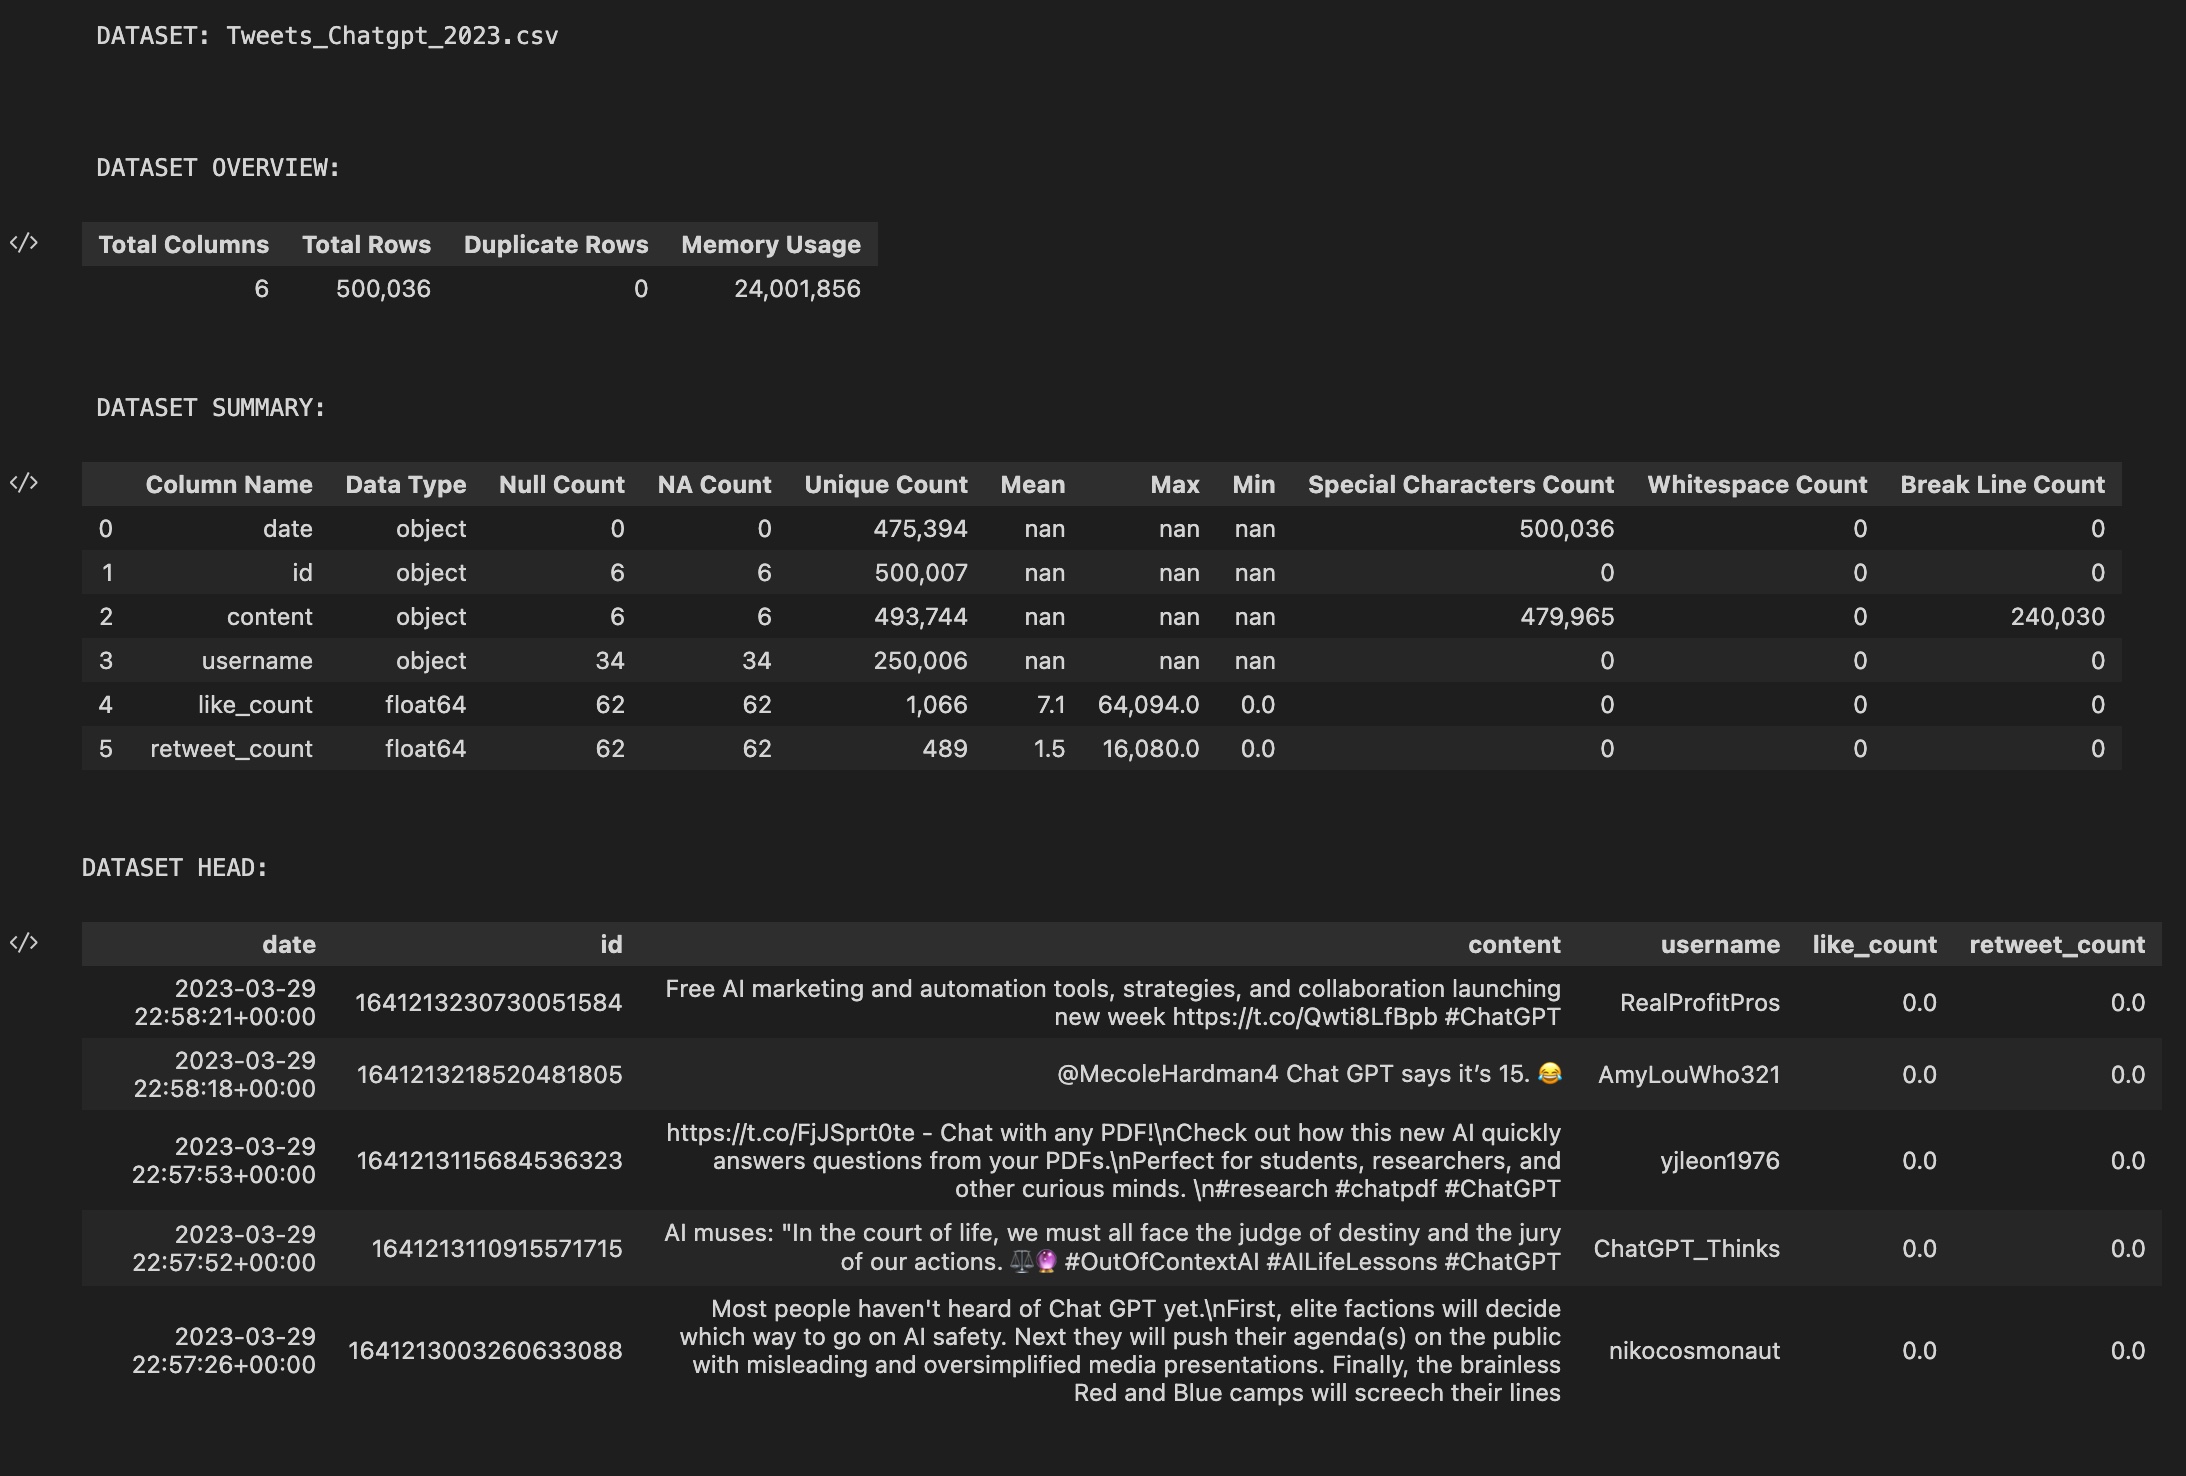 DATASET: Tweets_Chatgpt_2023.csv
DATASET OVERVIEW:
Total Columns Total Rows Duplicate Rows Memory Usage
6 500,036 0 24,001,856
DATASET SUMMARY:
Column Name Data Type Null Count NA Count Unique Count Mean Max Min Special Characters Count Whitespace Count Break Line Count
0 date object 0 0 475,394 nan nan nan 500,036 0 0
1 id object 6 6 500,007 nan nan nan 0 0 0
2 content object 6 6 493,744 nan nan nan 479,965 0 240,030
3 username object 34 34 250,006 nan nan nan 0 0 0
4 like_count float64 62 62 1,066 7.1 64,094.0 0.0 0 0 0
5 retweet_count float64 62 62 489 1.5 16,080.0 0.0 0 0 0
DATASET HEAD:
date id content username like_count retweet_count
2023-03-29
22:58:21+00:00
1641213230730051584
Free AI marketing and automation tools, strategies, and collaboration launching
new week https://t.co/Qwti8LfBpb #ChatGPT
RealProfitPros 0.0 0.0
2023-03-29
22:58:18+00:00
1641213218520481805
@MecoleHardman4 Chat GPT says it’s 15. 😂
AmyLouWho321 0.0 0.0
2023-03-29
22:57:53+00:00
1641213115684536323
https://t.co/FjJSprt0te - Chat with any PDF!\nCheck out how this new AI quickly
answers questions from your PDFs.\nPerfect for students, researchers, and
other curious minds. \n#research #chatpdf #ChatGPT
yjleon1976 0.0 0.0
2023-03-29
22:57:52+00:00
1641213110915571715
AI muses: "In the court of life, we must all face the judge of destiny and the jury
of our actions. ⚖️🔮 #OutOfContextAI #AILifeLessons #ChatGPT
ChatGPT_Thinks 0.0 0.0
2023-03-29
22:57:26+00:00
1641213003260633088
Most people haven't heard of Chat GPT yet.\nFirst, elite factions will decide
which way to go on AI safety. Next they will push their agenda(s) on the public
with misleading and oversimplified media presentations. Finally, the brainless
Red and Blue camps will screech their lines
nikocosmonaut 0.0 0.0